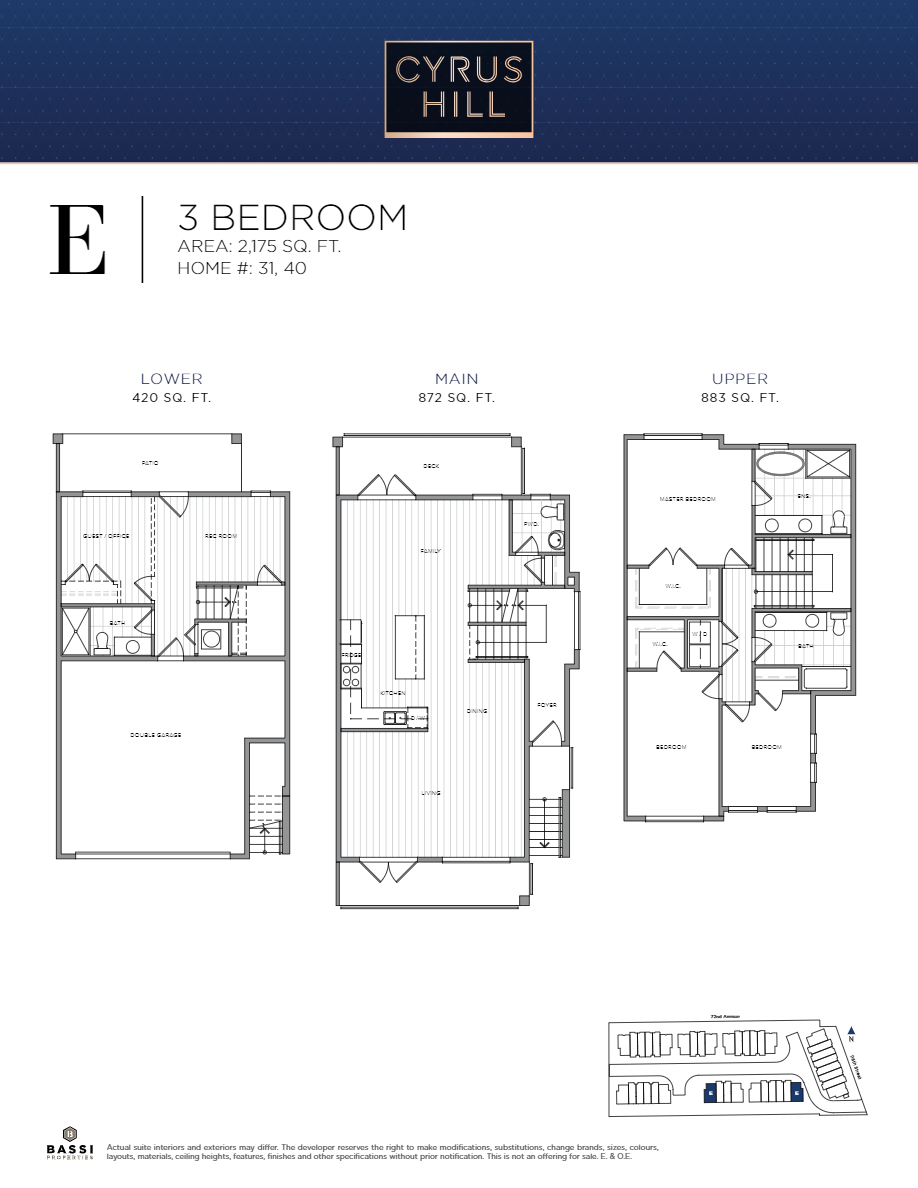 CYRUS
HILL
E
3 BEDROOM
AREA: 2,175 SQ. FT.
HOME #: 31, 40
LOWER
420 SQ. FT.
PATIO
GUEST / OFFICE
REC ROOM
BATH
DOUBLE GARAGE
MAIN
872 SQ. FT.
DECK
PWD.
FAMILY
FRIDGE
KITCHEN
D/W
DINING
FOYER
LIVING
UPPER
883 SQ. FT.
MASTER BEDROOM
ENS.
W.I.C.
W.I.C.
W/D
BATH
BEDROOM
BEDROOM
72nd Avenue
N
E
E
B
BASSI
PROPERTIES
Actual suite interiors and exteriors may differ. The developer reserves the right to make modifications, substitutions, change brands, sizes, colours,
layouts, materials, ceiling heights, features, finishes and other specifications without prior notification. This is not an offering for sale. E. & O.E.